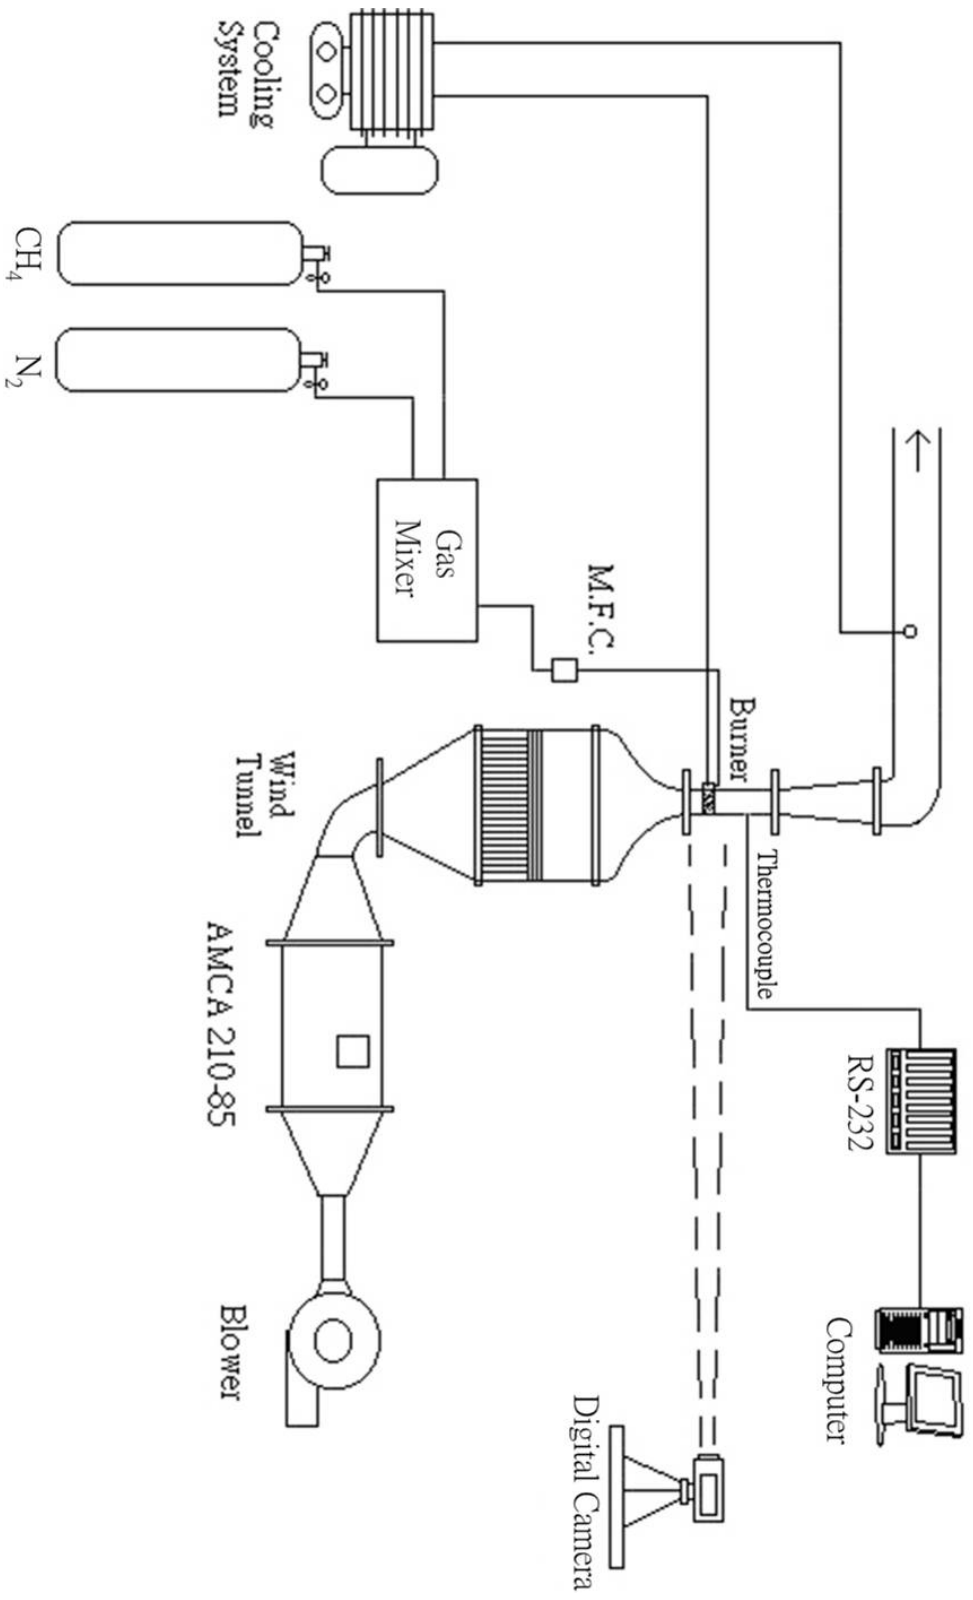 Cooling
System
CH₄
N₂
Gas
Mixer
M.F.C.
Burner
Thermocouple
Wind
Tunnel
AMCA 210-85
Blower
RS-232
Computer
Digital Camera